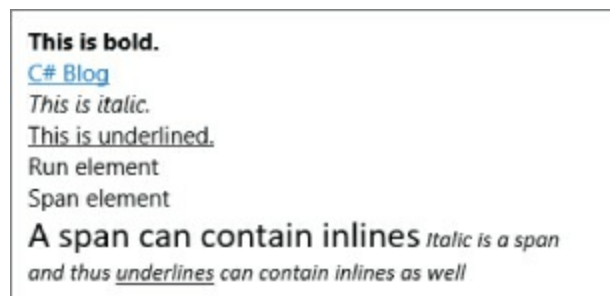 This is bold.
C# Blog
This is italic.
This is underlined.
Run element
Span element
A span can contain inlines Italic is a span
and thus underlines can contain inlines as well